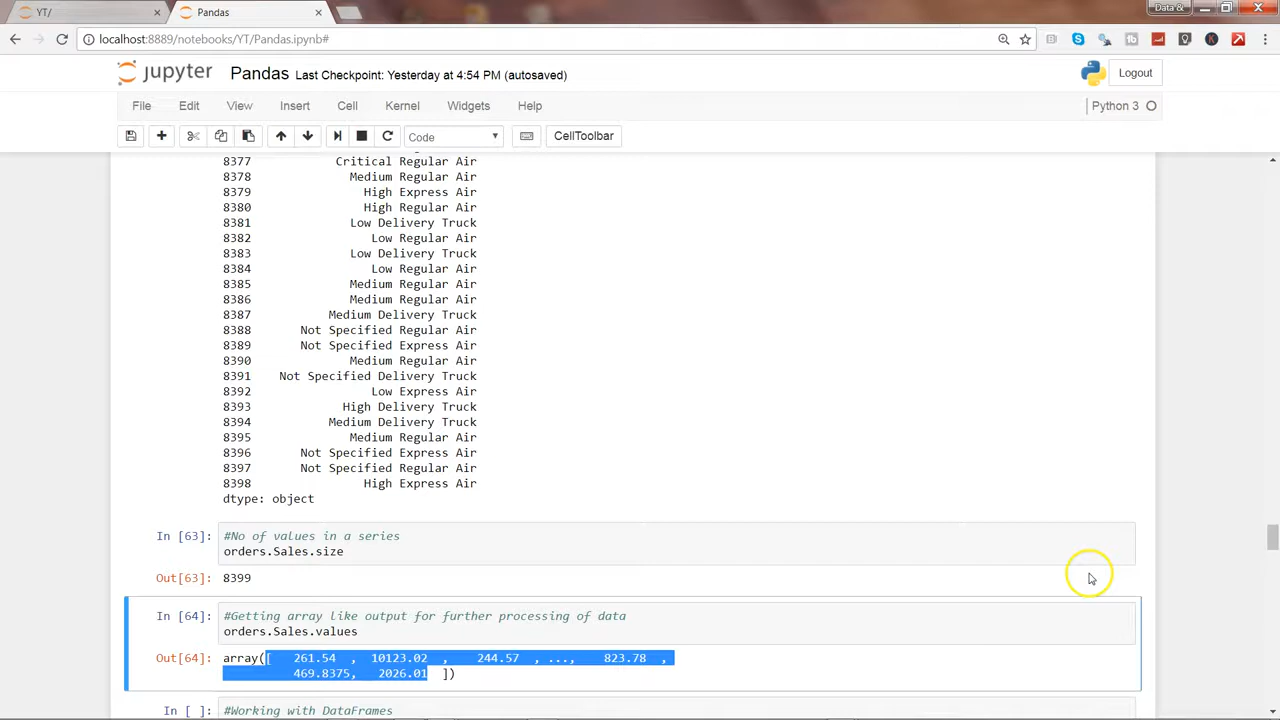 YT/ × Pandas × Data &
localhost:8889/notebooks/YT/Pandas.ipynb#
jupyter Pandas Last Checkpoint: Yesterday at 4:54 PM (autosaved) Logout
File Edit View Insert Cell Kernel Widgets Help Python 3
Code CellToolbar
8377 Critical Regular Air
8378 Medium Regular Air
8379 High Express Air
8380 High Regular Air
8381 Low Delivery Truck
8382 Low Regular Air
8383 Low Delivery Truck
8384 Low Regular Air
8385 Medium Regular Air
8386 Medium Regular Air
8387 Medium Delivery Truck
8388 Not Specified Regular Air
8389 Not Specified Express Air
8390 Medium Regular Air
8391 Not Specified Delivery Truck
8392 Low Express Air
8393 High Delivery Truck
8394 Medium Delivery Truck
8395 Medium Regular Air
8396 Not Specified Express Air
8397 Not Specified Regular Air
8398 High Express Air
dtype: object
In [63]: #No of values in a series
orders.Sales.size
Out[63]: 8399
In [64]: #Getting array like output for further processing of data
orders.Sales.values
Out[64]: array([ 261.54 , 10123.02 , 244.57 , ..., 823.78 ,
469.8375, 2026.01 ])
In [ ]: #Working with DataFrames